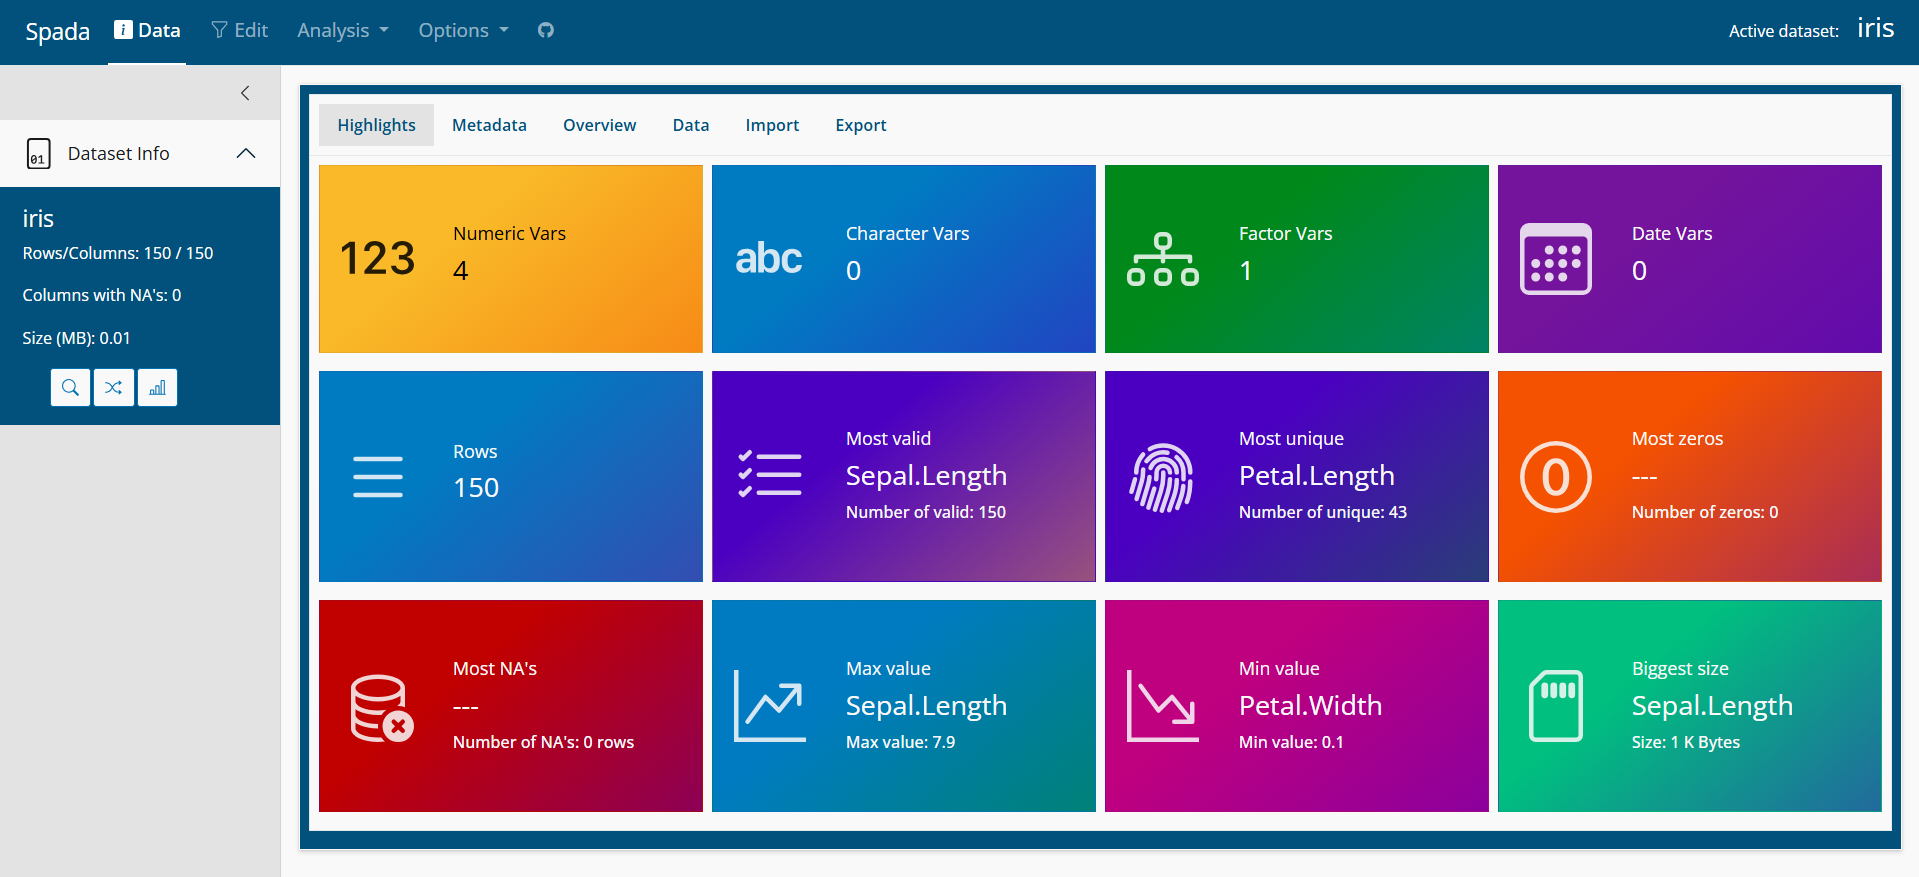 Spada
i Data
Edit
Analysis
Options
Active dataset: iris
01 Dataset Info
iris
Rows/Columns: 150 / 150
Columns with NA's: 0
Size (MB): 0.01
Highlights
Metadata
Overview
Data
Import
Export
123
Numeric Vars
4
abc
Character Vars
0
Factor Vars
1
Date Vars
0
Rows
150
Most valid
Sepal.Length
Number of valid: 150
Most unique
Petal.Length
Number of unique: 43
0
Most zeros
---
Number of zeros: 0
Most NA's
---
Number of NA's: 0 rows
Max value
Sepal.Length
Max value: 7.9
Min value
Petal.Width
Min value: 0.1
Biggest size
Sepal.Length
Size: 1 K Bytes